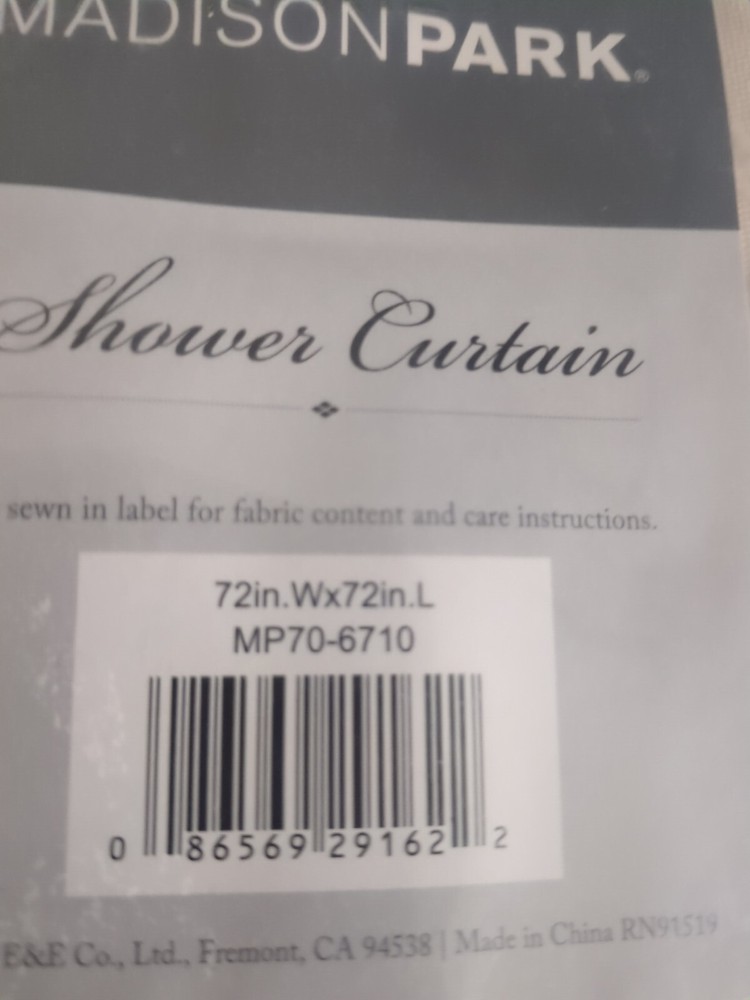 MADISONPARK®
Shower Curtain
sewn in label for fabric content and care instructions.
72in.Wx72in.L
MP70-6710
0 86569 29162 2
E&E Co., Ltd., Fremont, CA 94538 | Made in China RN91519